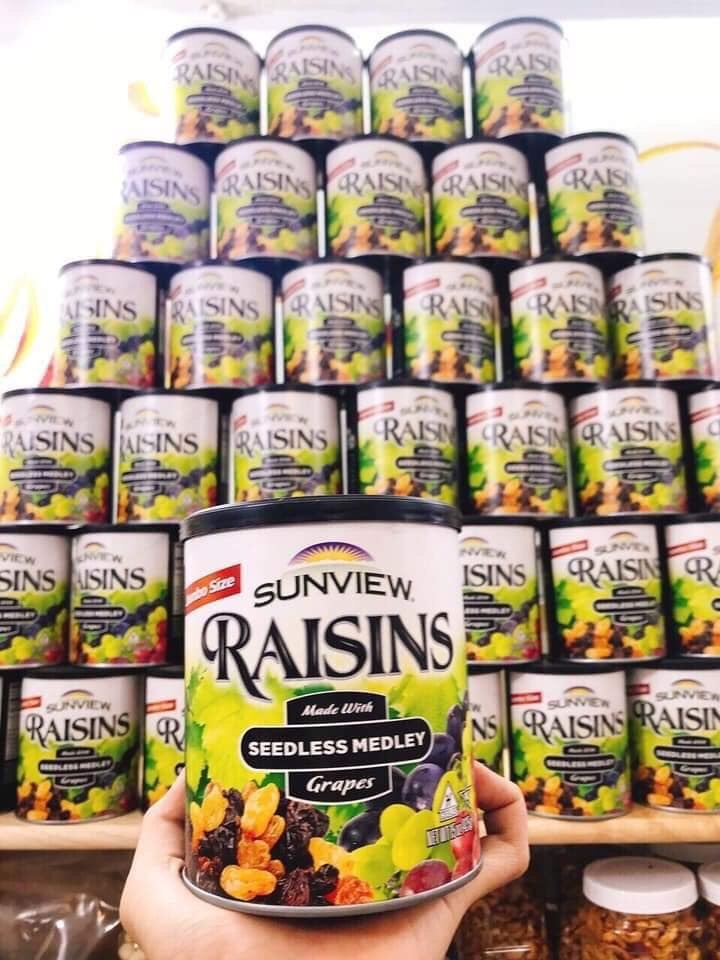 Jumbo Size
SUNVIEW
RAISINS
Made With
SEEDLESS MEDLEY
Grapes